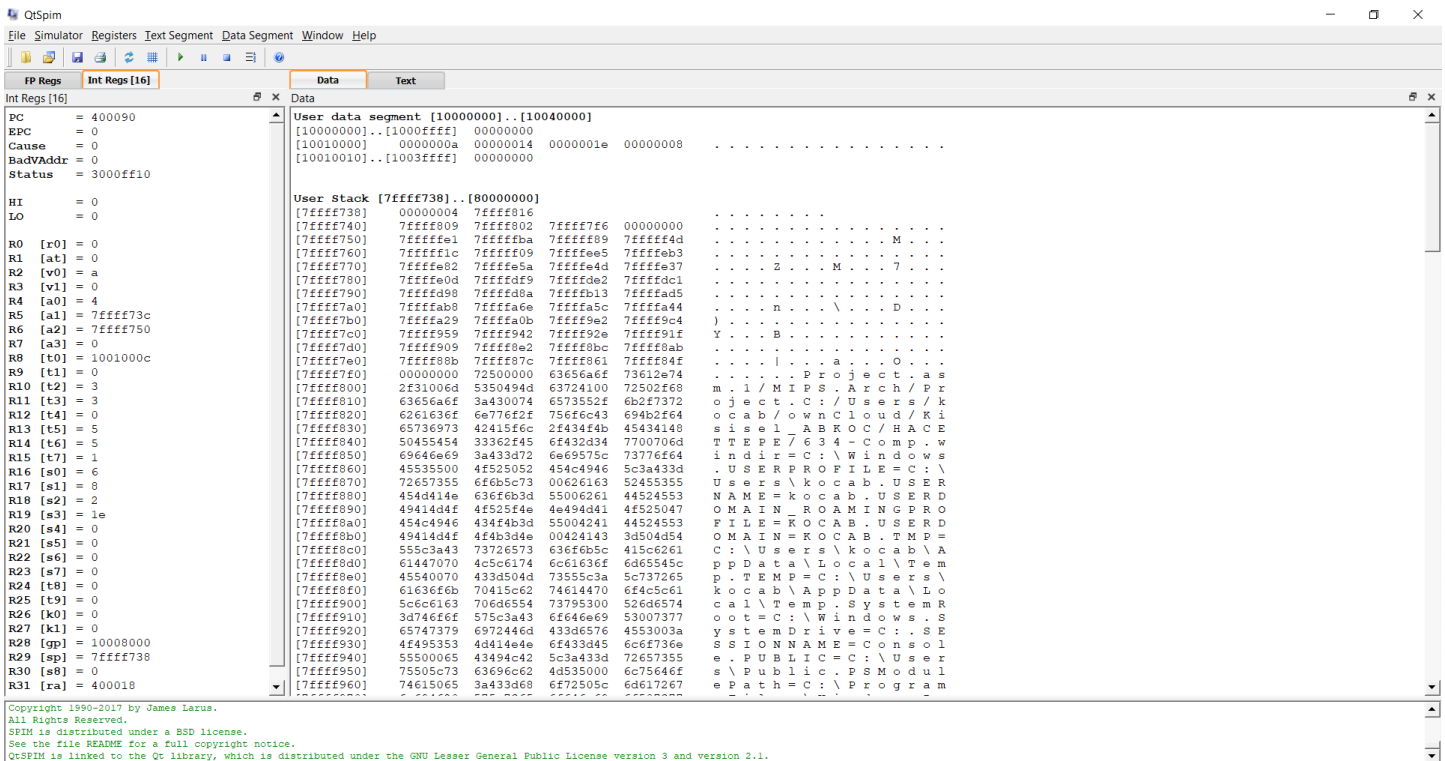 QtSpim
File Simulator Registers Text Segment Data Segment Window Help
FP Regs Int Regs [16] Data Text
Int Regs [16]
PC = 400090
EPC = 0
Cause = 0
BadVAddr = 0
Status = 3000ff10
HI = 0
LO = 0
R0 [r0] = 0
R1 [at] = 0
R2 [v0] = a
R3 [v1] = 0
R4 [a0] = 4
R5 [a1] = 7ffff73c
R6 [a2] = 7ffff750
R7 [a3] = 0
R8 [t0] = 1001000c
R9 [t1] = 0
R10 [t2] = 3
R11 [t3] = 3
R12 [t4] = 0
R13 [t5] = 5
R14 [t6] = 5
R15 [t7] = 1
R16 [s0] = 6
R17 [s1] = 8
R18 [s2] = 2
R19 [s3] = 1e
R20 [s4] = 0
R21 [s5] = 0
R22 [s6] = 0
R23 [s7] = 0
R24 [t8] = 0
R25 [t9] = 0
R26 [k0] = 0
R27 [k1] = 0
R28 [gp] = 10008000
R29 [sp] = 7ffff738
R30 [s8] = 0
R31 [ra] = 400018
Data
User data segment [10000000]..[10040000]
[10000000]..[1000ffff] 00000000
[10010000] 0000000a 00000014 0000001e 00000008 . . . . . . . . . . . . . . . .
[10010010]..[1003ffff] 00000000
User Stack [7ffff738]..[80000000]
[7ffff738] 00000004 7ffff816 . . . . . . . .
[7ffff740] 7ffff809 7ffff802 7ffff7f6 00000000 . . . . . . . . . . . . . . . .
[7ffff750] 7fffffe1 7fffffba 7fffff89 7fffff4d . . . . . . . . . . . . M . . .
[7ffff760] 7fffff1c 7fffff09 7ffffee5 7ffffeb3 . . . . . . . . . . . . . . . .
[7ffff770] 7ffffe82 7ffffe5a 7ffffe4d 7ffffe37 . . . . Z . . . M . . . 7 . . .
[7ffff780] 7ffffe0d 7ffffdf9 7ffffde2 7ffffdc1 . . . . . . . . . . . . . . . .
[7ffff790] 7ffffd98 7ffffd8a 7ffffb13 7ffffad5 . . . . . . . . . . . . . . . .
[7ffff7a0] 7ffffab8 7ffffa6e 7ffffa5c 7ffffa44 . . . . n . . . \ . . . D . . .
[7ffff7b0] 7ffffa29 7ffffa0b 7ffff9e2 7ffff9c4 ) . . . . . . . . . . . . . . .
[7ffff7c0] 7ffff959 7ffff942 7ffff92e 7ffff91f Y . . . B . . . . . . . . . . .
[7ffff7d0] 7ffff909 7ffff8e2 7ffff8bc 7ffff8ab . . . . . . . . . . . . . . . .
[7ffff7e0] 7ffff88b 7ffff87c 7ffff861 7ffff84f . . . . | . . . a . . . O . . .
[7ffff7f0] 00000000 72500000 63656a6f 73612e74 . . . . . . P r o j e c t . a s
[7ffff800] 2f31006d 5350494d 63724100 72502f68 m . 1 / M I P S . A r c h / P r
[7ffff810] 63656a6f 3a430074 6573552f 6b2f7372 o j e c t . C : / U s e r s / k
[7ffff820] 6261636f 6e776f2f 756f6c43 694b2f64 o c a b / o w n C l o u d / K i
[7ffff830] 65736973 42415f6c 2f434f4b 45434148 s i s e l _ A B K O C / H A C E
[7ffff840] 50455454 33362f45 6f432d34 7700706d T T E P E / 6 3 4 - C o m p . w
[7ffff850] 69646e69 3a433d72 6e69575c 73776f64 i n d i r = C : \ W i n d o w s
[7ffff860] 45535500 4f525052 454c4946 5c3a433d . U S E R P R O F I L E = C : \
[7ffff870] 72657355 6f6b5c73 00626163 52455355 U s e r s \ k o c a b . U S E R
[7ffff880] 454d414e 636f6b3d 55006261 44524553 N A M E = k o c a b . U S E R D
[7ffff890] 49414d4f 4f525f4e 4e494d41 4f525047 O M A I N _ R O A M I N G P R O
[7ffff8a0] 454c4946 434f4b3d 55004241 44524553 F I L E = K O C A B . U S E R D
[7ffff8b0] 49414d4f 4f4b3d4e 00424143 3d504d54 O M A I N = K O C A B . T M P =
[7ffff8c0] 555c3a43 73726573 636f6b5c 415c6261 C : \ U s e r s \ k o c a b \ A
[7ffff8d0] 61447070 4c5c6174 6c61636f 6d65545c p p D a t a \ L o c a l \ T e m
[7ffff8e0] 45540070 433d504d 73555c3a 5c737265 p . T E M P = C : \ U s e r s \
[7ffff8f0] 61636f6b 70415c62 74614470 6f4c5c61 k o c a b \ A p p D a t a \ L o
[7ffff900] 5c6c6163 706d6554 73795300 526d6574 c a l \ T e m p . S y s t e m R
[7ffff910] 3d746f6f 575c3a43 6f646e69 53007377 o o t = C : \ W i n d o w s . S
[7ffff920] 65747379 6972446d 433d6576 4553003a y s t e m D r i v e = C : . S E
[7ffff930] 4f495353 4d414e4e 6f433d45 6c6f736e S S I O N N A M E = C o n s o l
[7ffff940] 55500065 43494c42 5c3a433d 72657355 e . P U B L I C = C : \ U s e r
[7ffff950] 75505c73 63696c62 4d535000 6c75646f s \ P u b l i c . P S M o d u l
[7ffff960] 74615065 3a433d68 6f72505c 6d617267 e P a t h = C : \ P r o g r a m
Copyright 1990-2017 by James Larus.
All Rights Reserved.
SPIM is distributed under a BSD license.
See the file README for a full copyright notice.
QtSPIM is linked to the Qt library, which is distributed under the GNU Lesser General Public License version 3 and version 2.1.